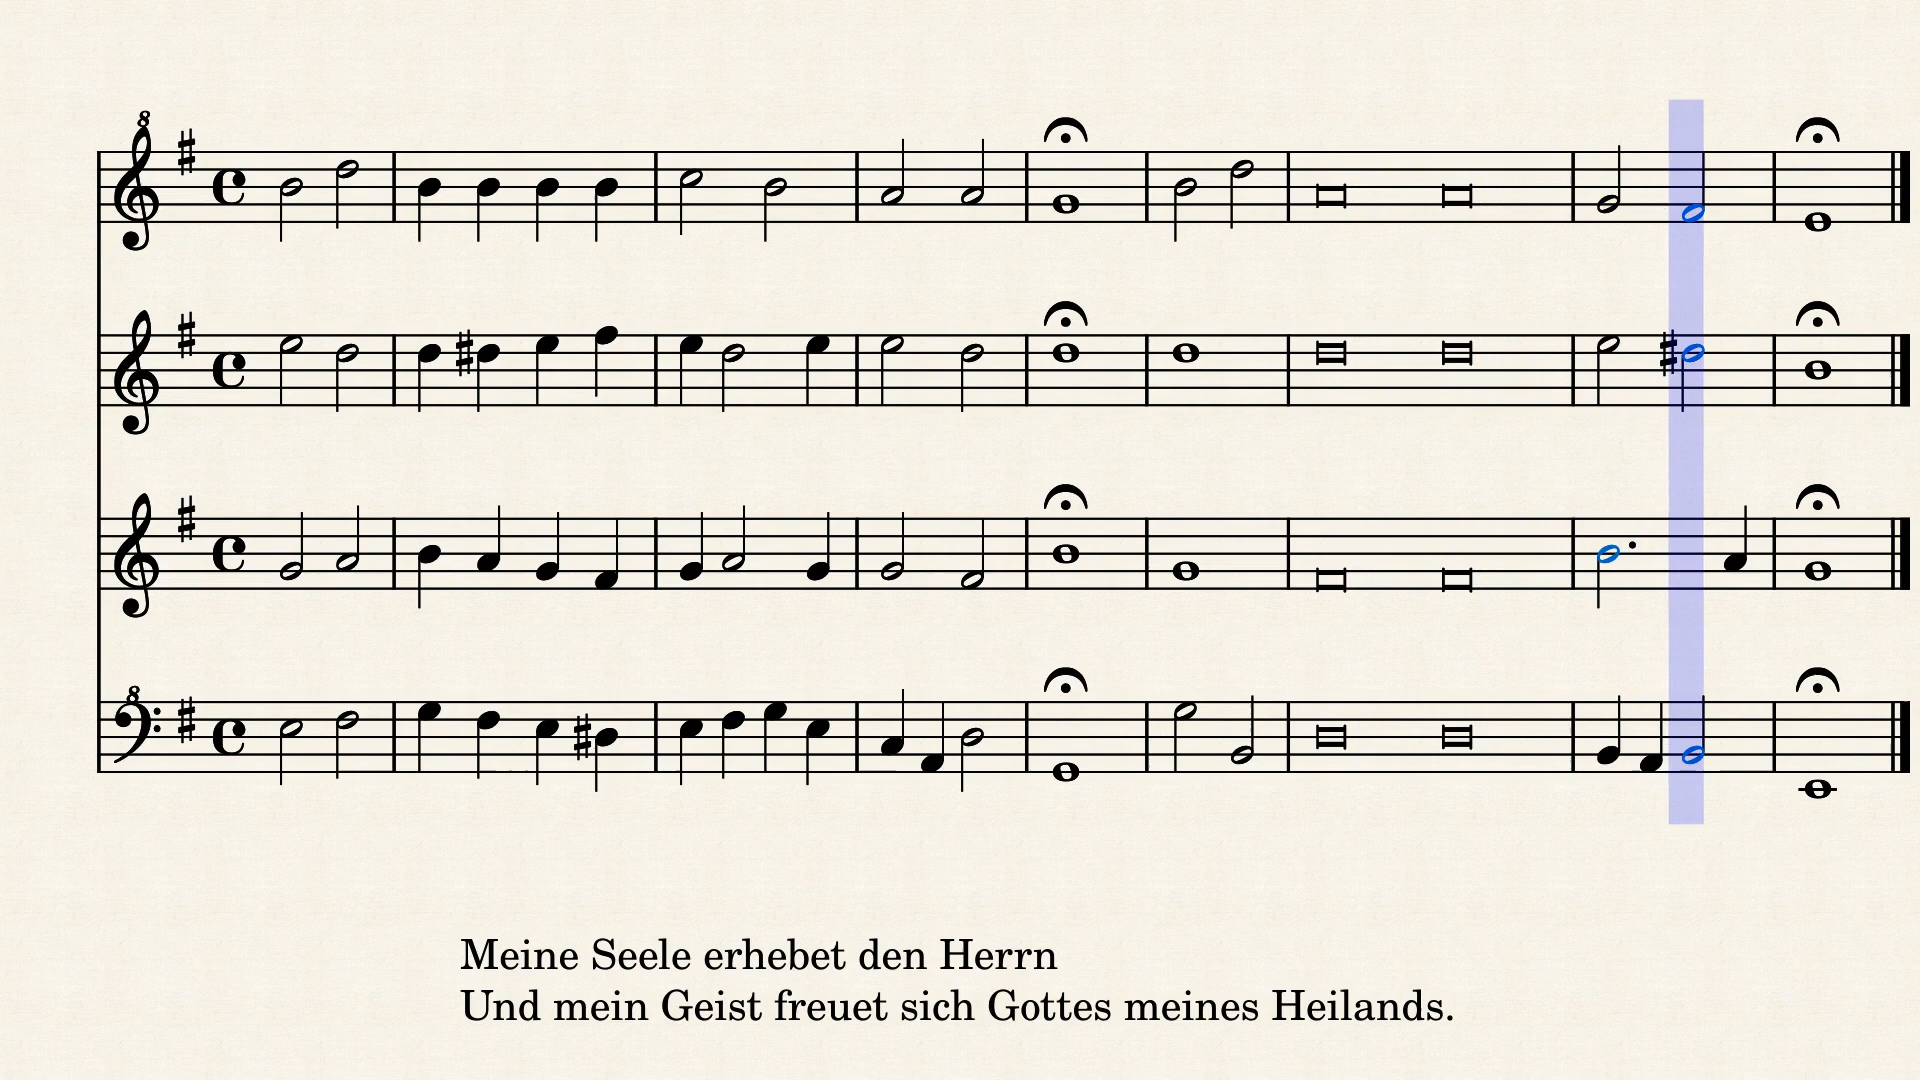 Meine Seele erhebet den Herrn
Und mein Geist freuet sich Gottes meines Heilands.